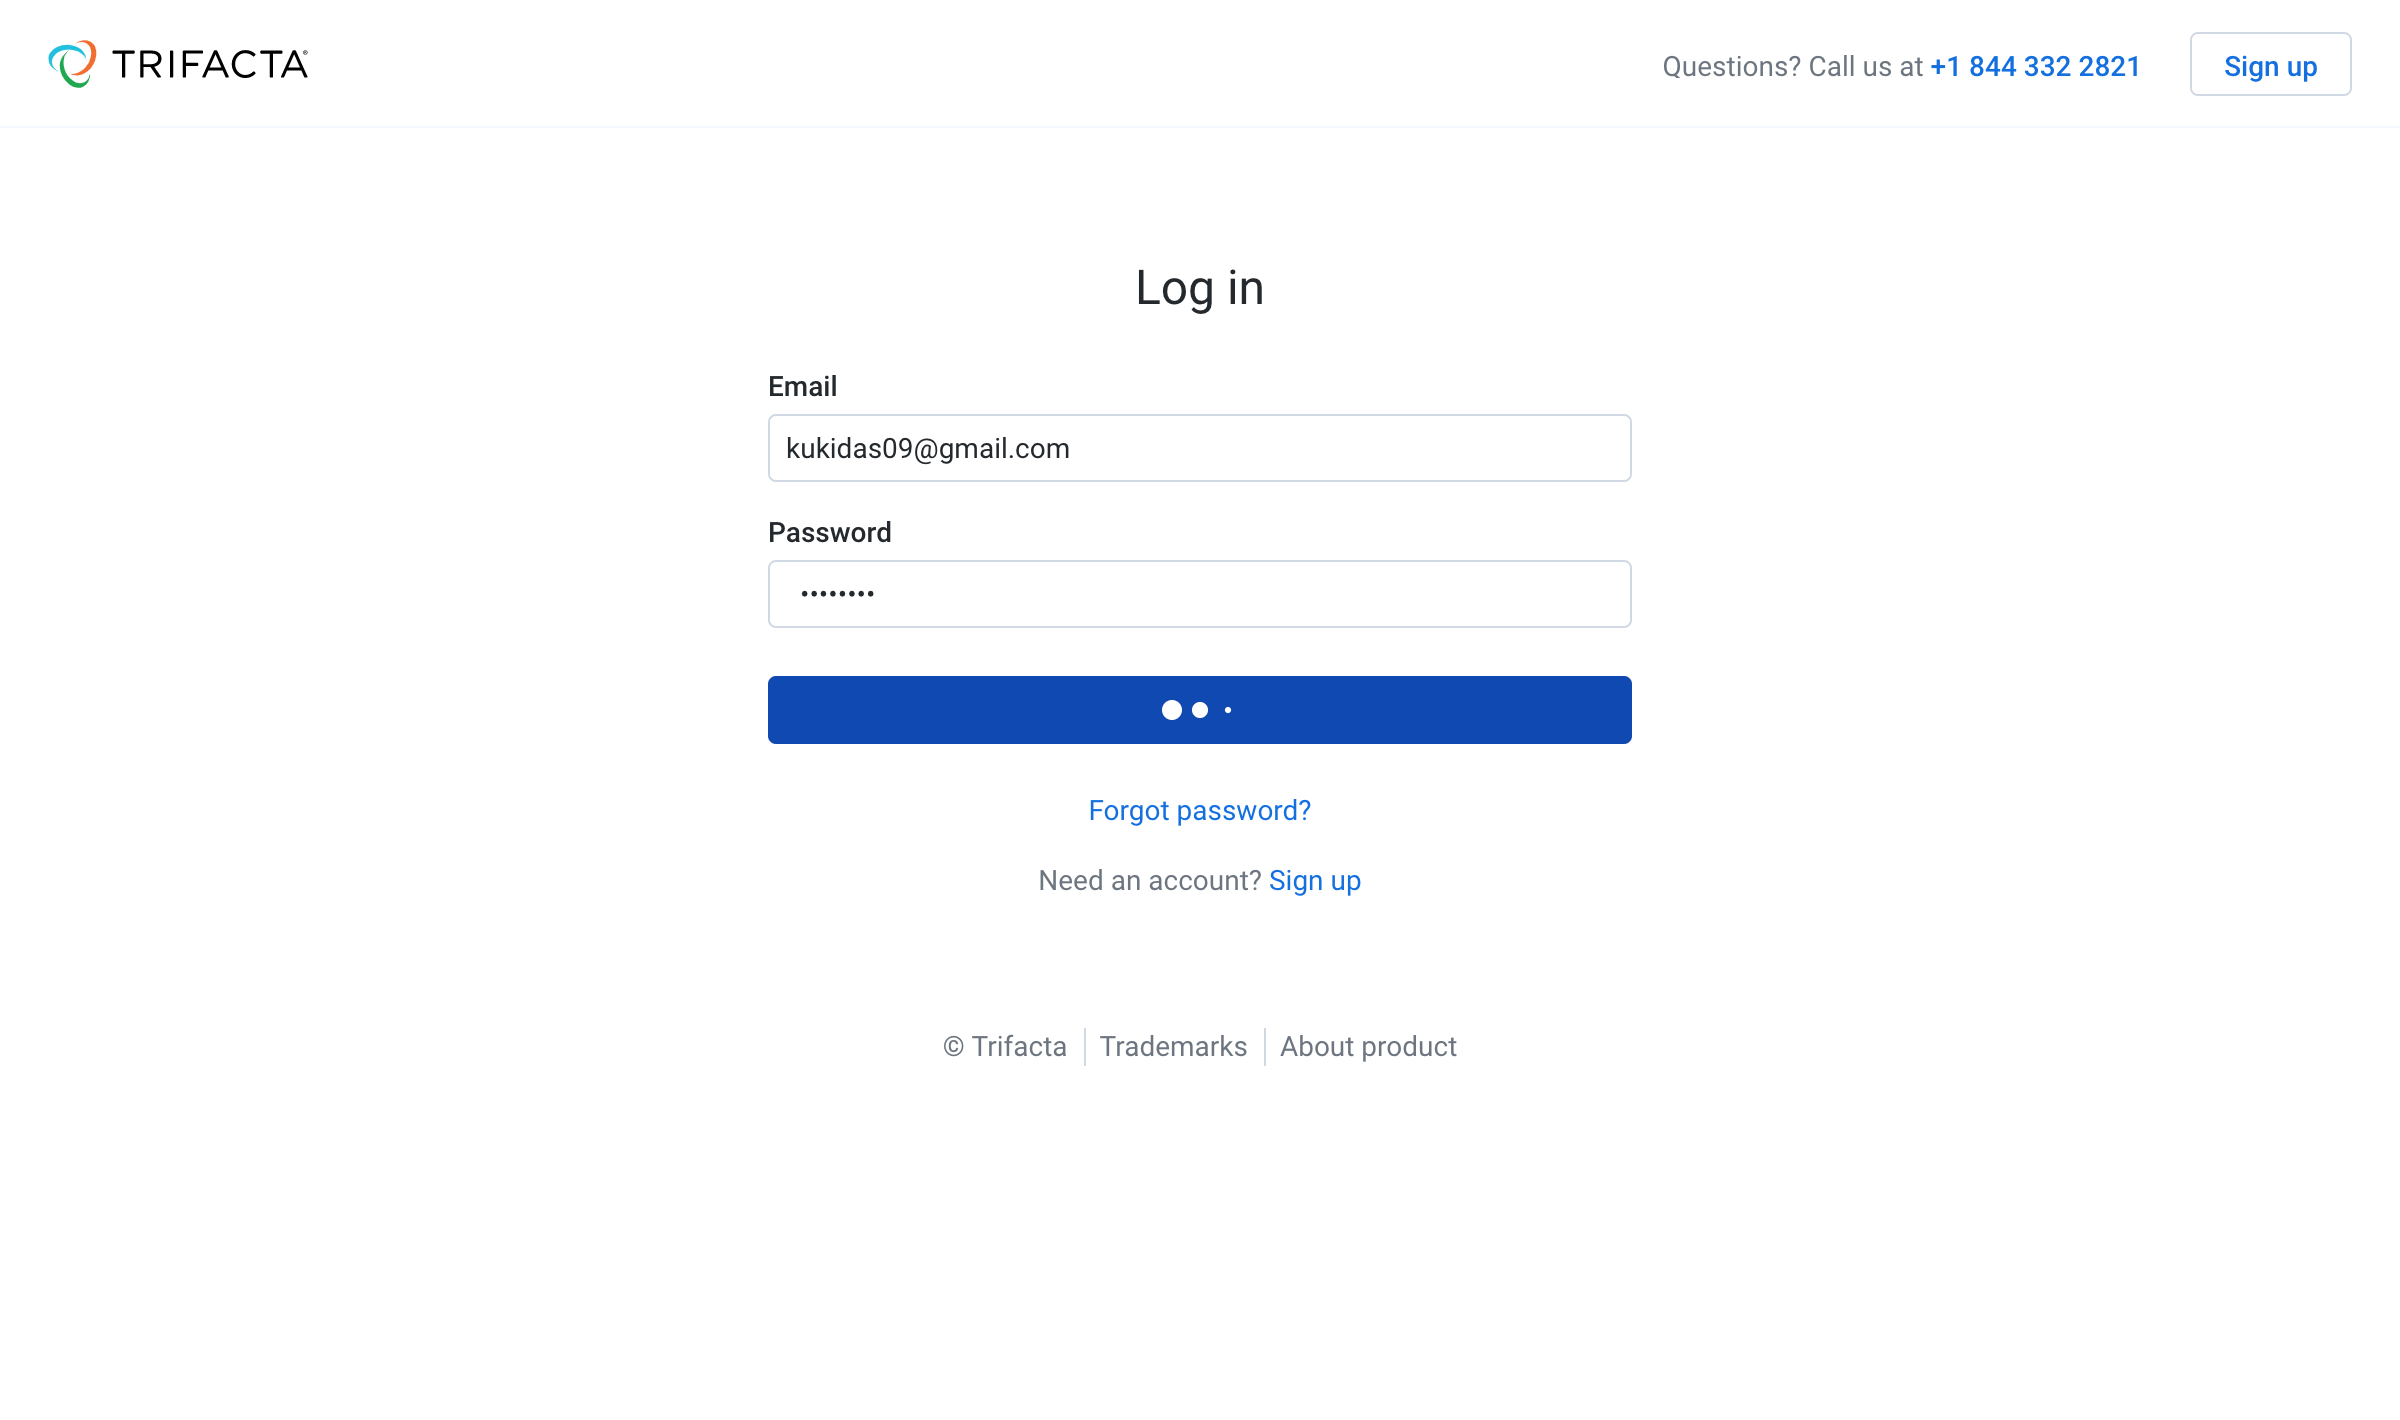 TRIFACTA®
Questions? Call us at +1 844 332 2821
Sign up
Log in
Email
kukidas09@gmail.com
Password
••••••••
Forgot password?
Need an account? Sign up
© Trifacta
Trademarks
About product